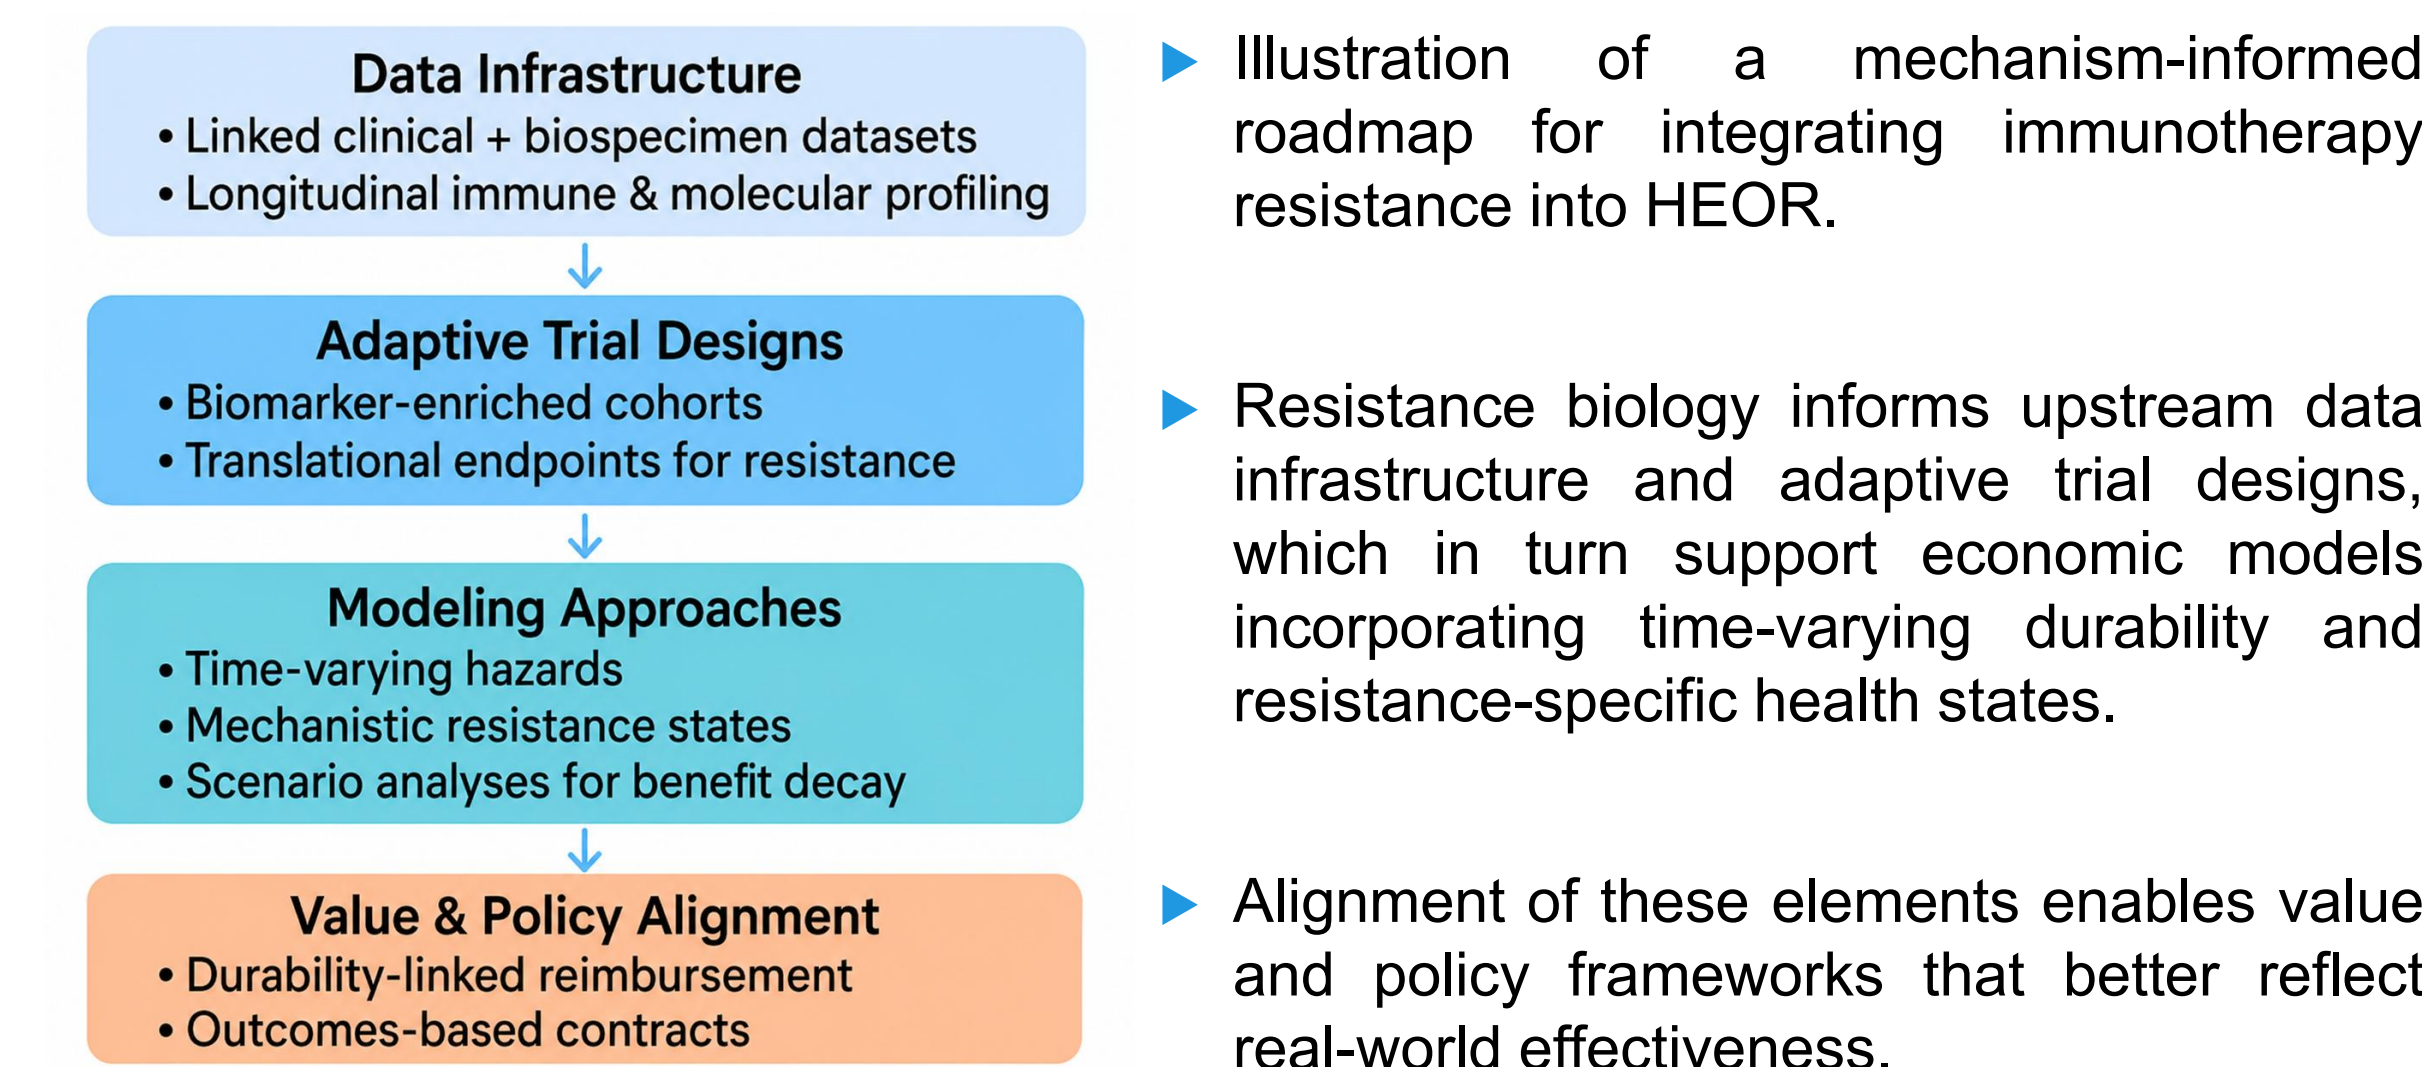 Data Infrastructure
• Linked clinical + biospecimen datasets
• Longitudinal immune & molecular profiling
Adaptive Trial Designs
• Biomarker-enriched cohorts
• Translational endpoints for resistance
Modeling Approaches
• Time-varying hazards
• Mechanistic resistance states
• Scenario analyses for benefit decay
Value & Policy Alignment
• Durability-linked reimbursement
• Outcomes-based contracts
Illustration of a mechanism-informed
roadmap for integrating immunotherapy
resistance into HEOR.
Resistance biology informs upstream data
infrastructure and adaptive trial designs,
which in turn support economic models
incorporating time-varying durability and
resistance-specific health states.
Alignment of these elements enables value
and policy frameworks that better reflect
real-world effectiveness.